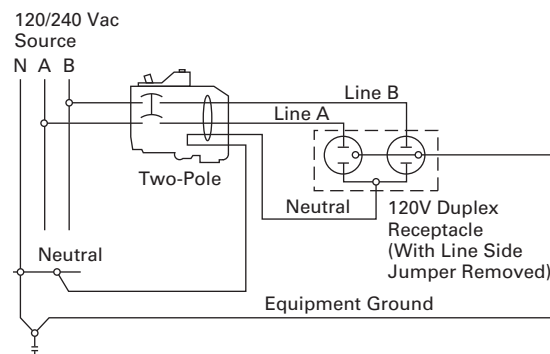 120/240 Vac
Source
N A B
Line B
Line A
Two-Pole
Neutral
120V Duplex
Receptacle
(With Line Side
Jumper Removed)
Neutral
Equipment Ground